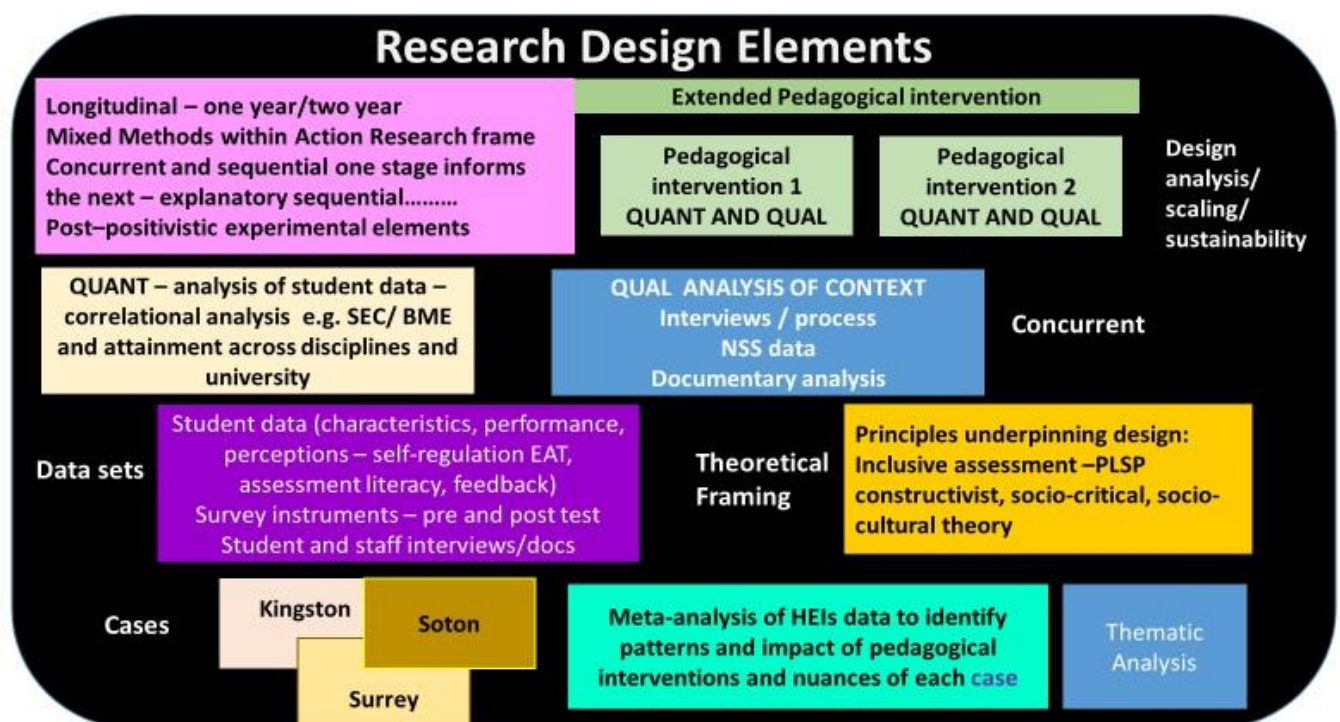 Research Design Elements
Longitudinal – one year/two year
Mixed Methods within Action Research frame
Concurrent and sequential one stage informs
the next – explanatory sequential………
Post–positivistic experimental elements
Extended Pedagogical intervention
Pedagogical
intervention 1
QUANT AND QUAL
Pedagogical
intervention 2
QUANT AND QUAL
Design
analysis/
scaling/
sustainability
QUANT – analysis of student data –
correlational analysis e.g. SEC/ BME
and attainment across disciplines and
university
QUAL ANALYSIS OF CONTEXT
Interviews / process
NSS data
Documentary analysis
Concurrent
Data sets
Student data (characteristics, performance,
perceptions – self-regulation EAT,
assessment literacy, feedback)
Survey instruments – pre and post test
Student and staff interviews/docs
Theoretical
Framing
Principles underpinning design:
Inclusive assessment –PLSP
constructivist, socio-critical, socio-
cultural theory
Cases
Kingston
Soton
Surrey
Meta-analysis of HEIs data to identify
patterns and impact of pedagogical
interventions and nuances of each case
Thematic
Analysis